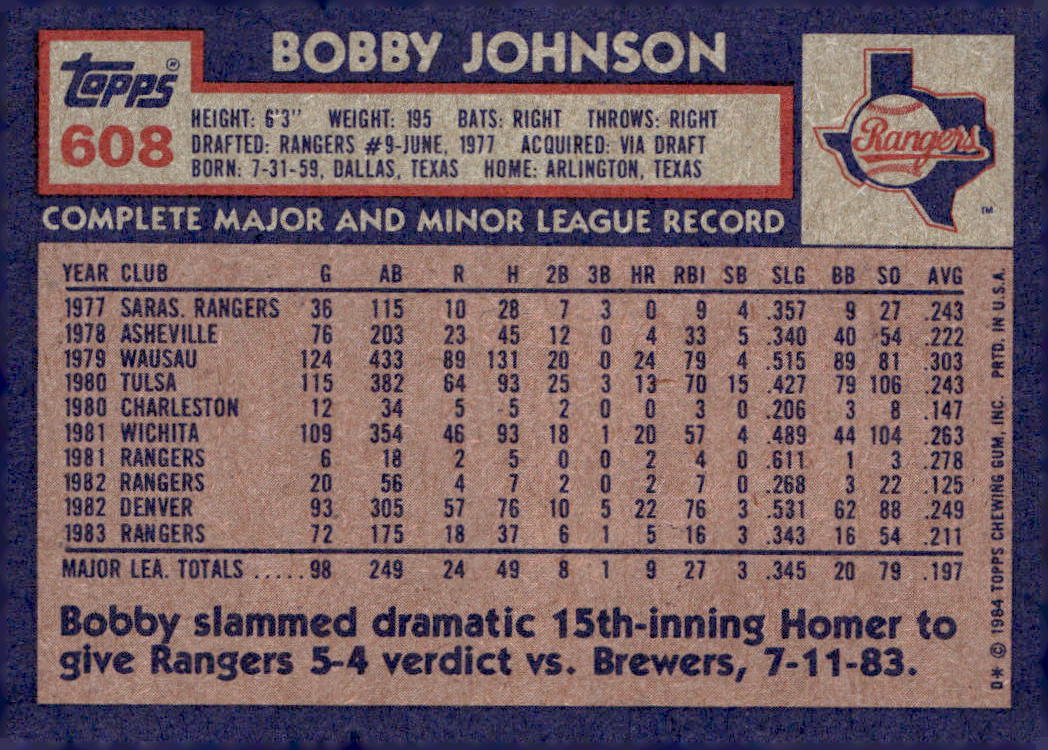 BOBBY JOHNSON
Topps®
608
HEIGHT: 6'3" WEIGHT: 195 BATS: RIGHT THROWS: RIGHT
DRAFTED: RANGERS #9-JUNE, 1977 ACQUIRED: VIA DRAFT
BORN: 7-31-59, DALLAS, TEXAS HOME: ARLINGTON, TEXAS
Rangers
TM
COMPLETE MAJOR AND MINOR LEAGUE RECORD
YEAR CLUB G AB R H 2B 3B HR RBI SB SLG BB SO AVG
1977 SARAS. RANGERS 36 115 10 28 7 3 0 9 4 .357 9 27 .243
1978 ASHEVILLE 76 203 23 45 12 0 4 33 5 .340 40 54 .222
1979 WAUSAU 124 433 89 131 20 0 24 79 4 .515 89 81 .303
1980 TULSA 115 382 64 93 25 3 13 70 15 .427 79 106 .243
1980 CHARLESTON 12 34 5 5 2 0 0 3 0 .206 3 8 .147
1981 WICHITA 109 354 46 93 18 1 20 57 4 .489 44 104 .263
1981 RANGERS 6 18 2 5 0 0 2 4 0 .611 1 3 .278
1982 RANGERS 20 56 4 7 2 0 2 7 0 .268 3 22 .125
1982 DENVER 93 305 57 76 10 5 22 76 3 .531 62 88 .249
1983 RANGERS 72 175 18 37 6 1 5 16 3 .343 16 54 .211
MAJOR LEA. TOTALS ..... 98 249 24 49 8 1 9 27 3 .345 20 79 .197
Bobby slammed dramatic 15th-inning Homer to
give Rangers 5-4 verdict vs. Brewers, 7-11-83.
D* © 1984 TOPPS CHEWING GUM, INC. PRTD. IN U.S.A.